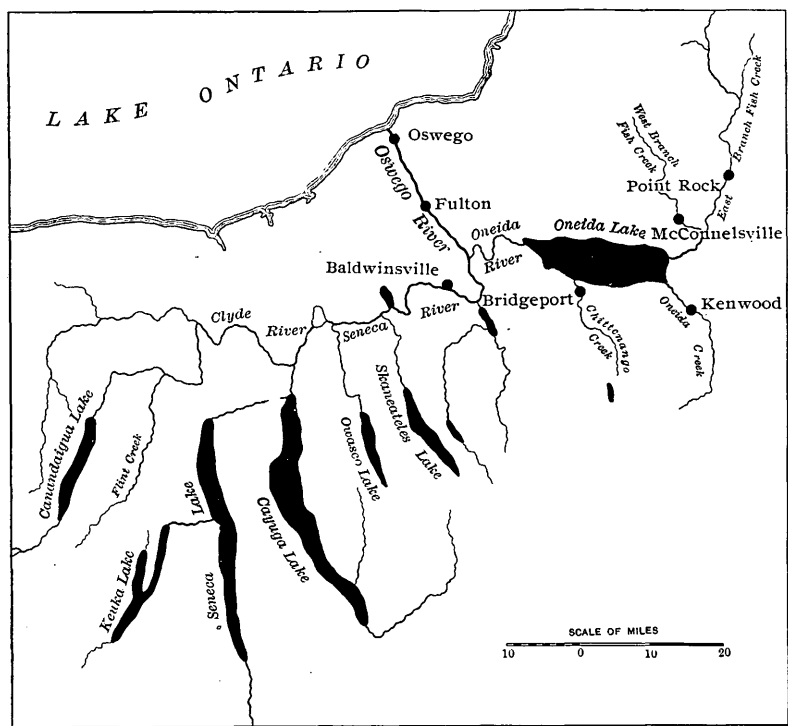 LAKE ONTARIO
Oswego
Oswego River
Fulton
West Branch
Fish Creek
East Branch Fish Creek
Point Rock
Oneida Lake
McConnelsville
Oneida
River
Baldwinsville
Bridgeport
Chittenango
Creek
Kenwood
Oneida Creek
Clyde River
Seneca River
Canandaigua Lake
Flint Creek
Keuka Lake
Seneca Lake
Cayuga Lake
Owasco Lake
Skaneateles
Lake
SCALE OF MILES
10 0 10 20